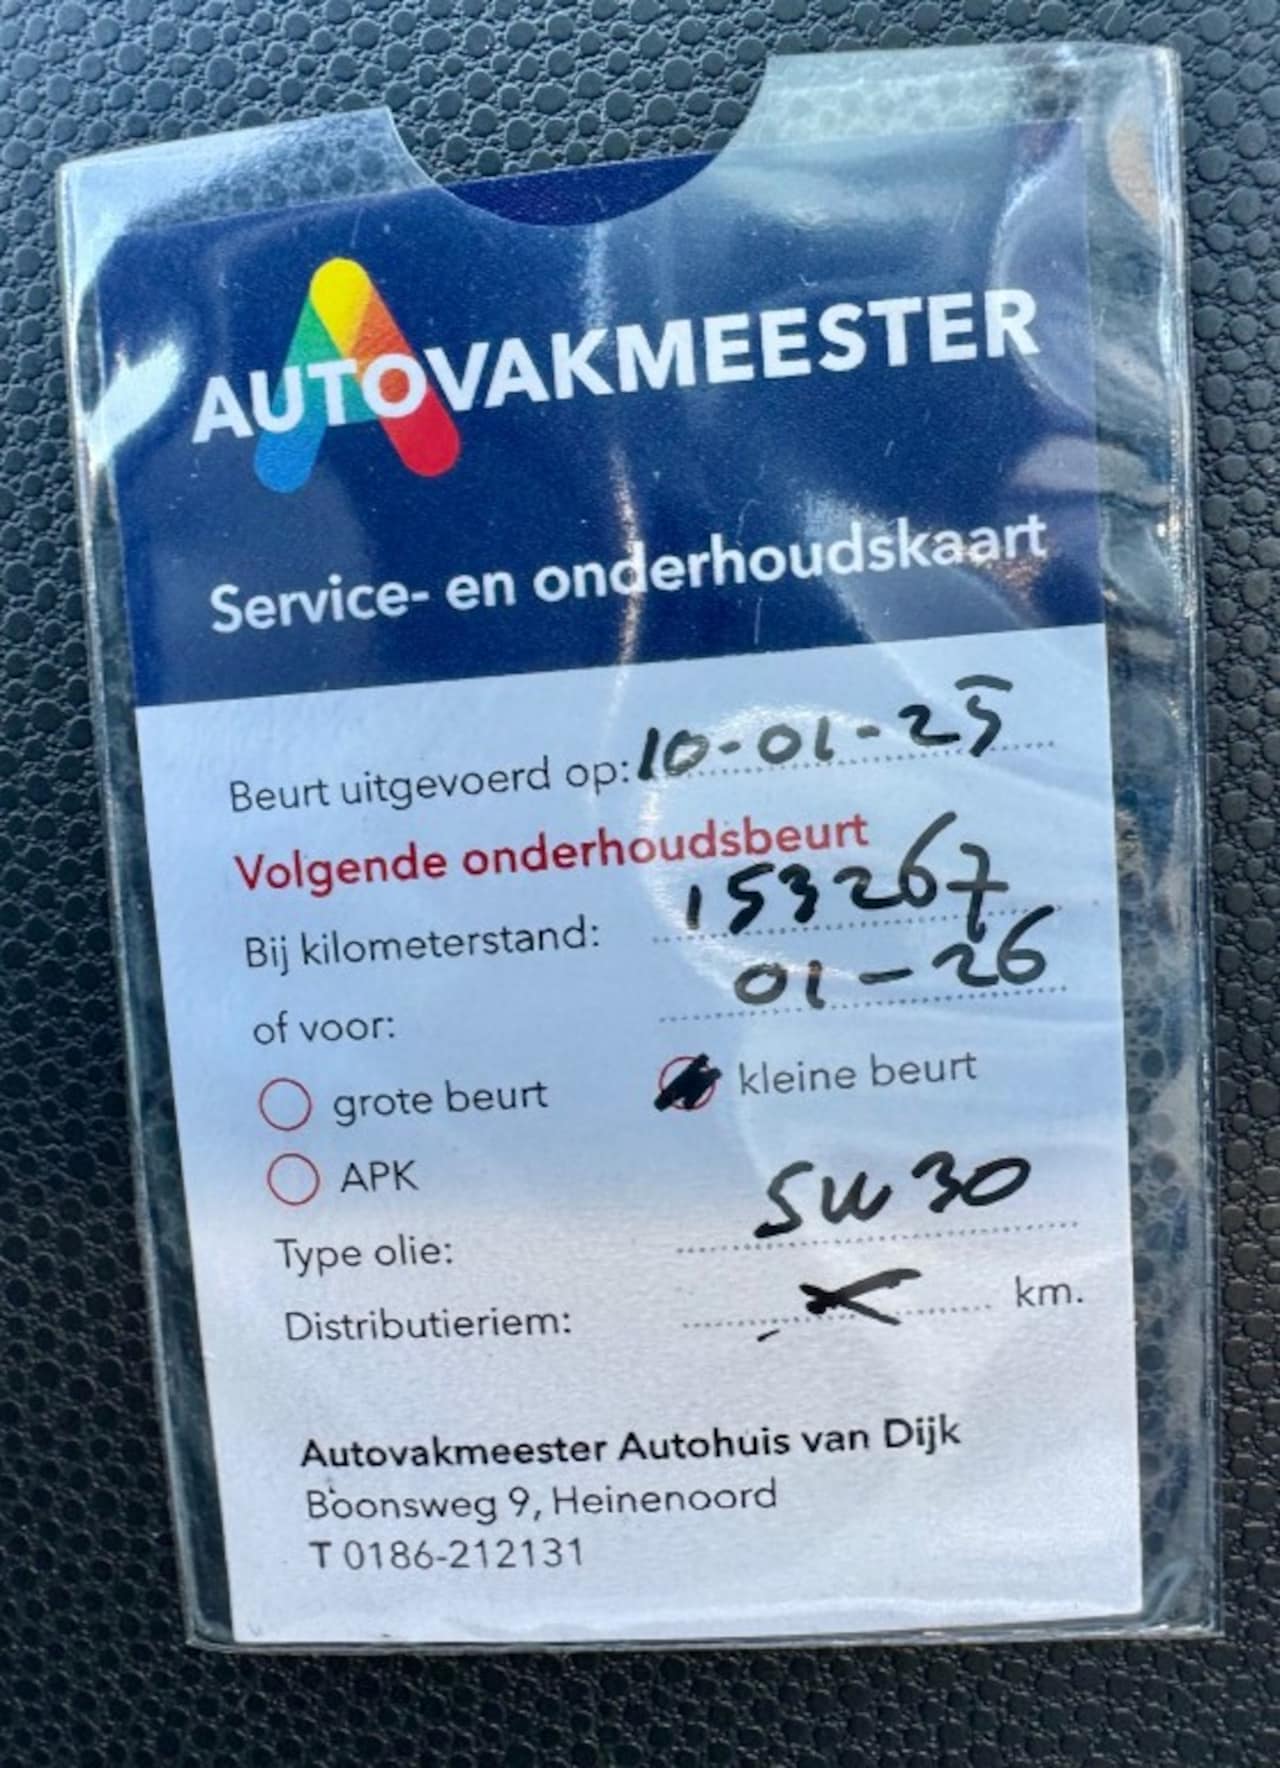 AUTOVAKMEESTER
Service- en onderhoudskaart
Beurt uitgevoerd op: 10-01-25
Volgende onderhoudsbeurt
Bij kilometerstand: 153267
of voor: 01-26
grote beurt kleine beurt
APK
Type olie: 5W30
Distributieriem: km.
Autovakmeester Autohuis van Dijk
Boonsweg 9, Heinenoord
T 0186-212131